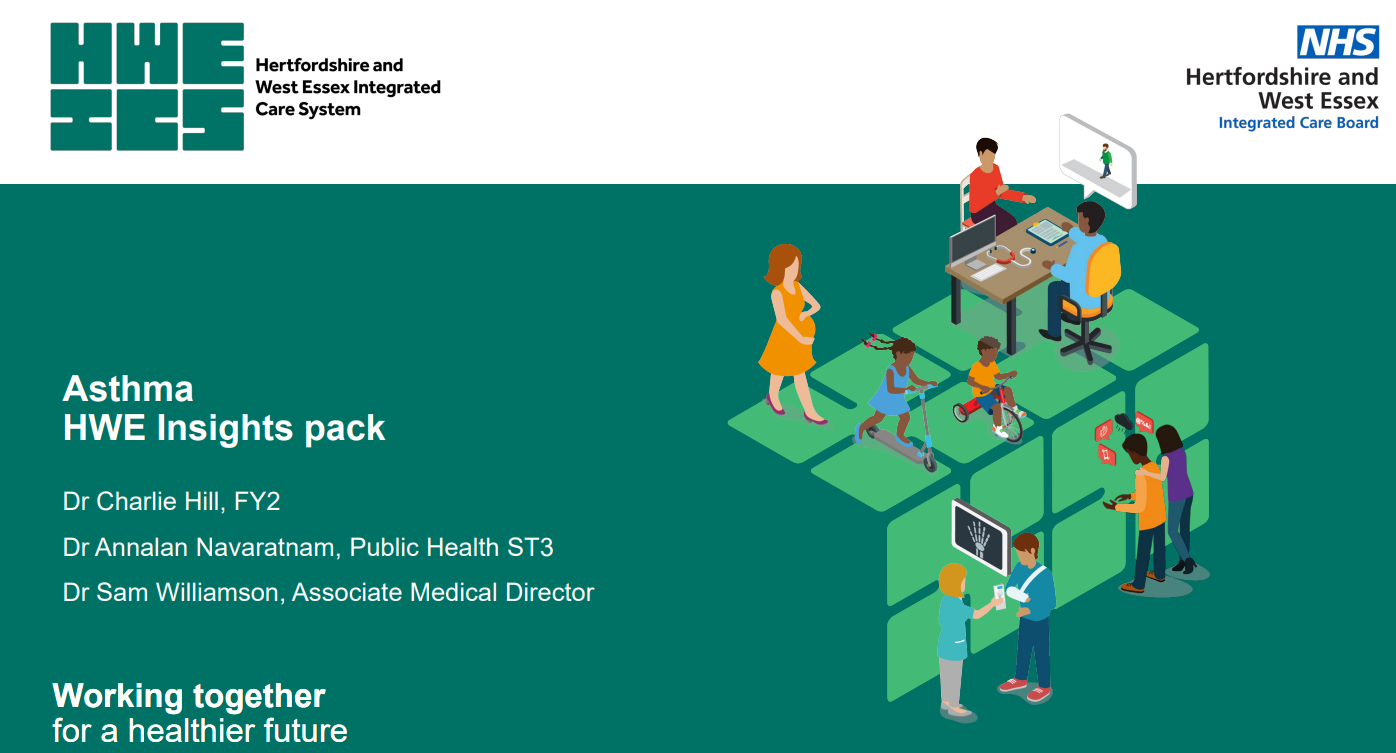 HWE
ICS
Hertfordshire and
West Essex Integrated
Care System
NHS
Hertfordshire and
West Essex
Integrated Care Board
Asthma
HWE Insights pack
Dr Charlie Hill, FY2
Dr Annalan Navaratnam, Public Health ST3
Dr Sam Williamson, Associate Medical Director
Working together
for a healthier future